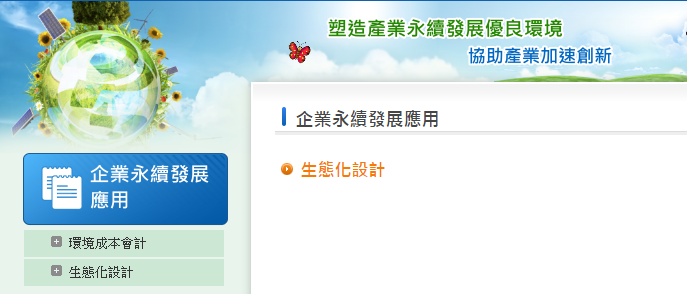 塑造產業永續發展優良環境
協助產業加速創新
企業永續發展
應用
環境成本會計
生態化設計
企業永續發展應用
生態化設計